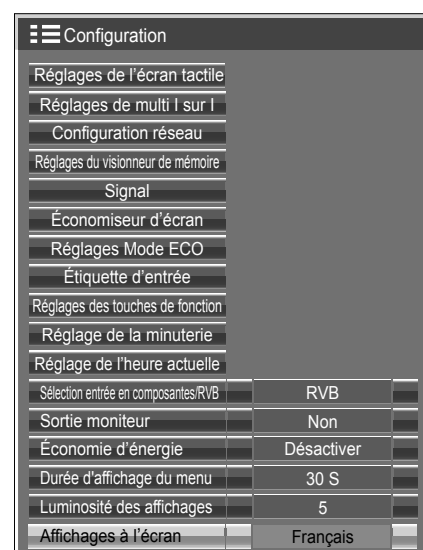 Configuration
Réglages de l'écran tactile
Réglages de multi I sur I
Configuration réseau
Réglages du visionneur de mémoire
Signal
Économiseur d'écran
Réglages Mode ECO
Étiquette d'entrée
Réglages des touches de fonction
Réglage de la minuterie
Réglage de l'heure actuelle
Sélection entrée en composantes/RVB RVB
Sortie moniteur Non
Économie d'énergie Désactiver
Durée d'affichage du menu 30 S
Luminosité des affichages 5
Affichages à l'écran Français